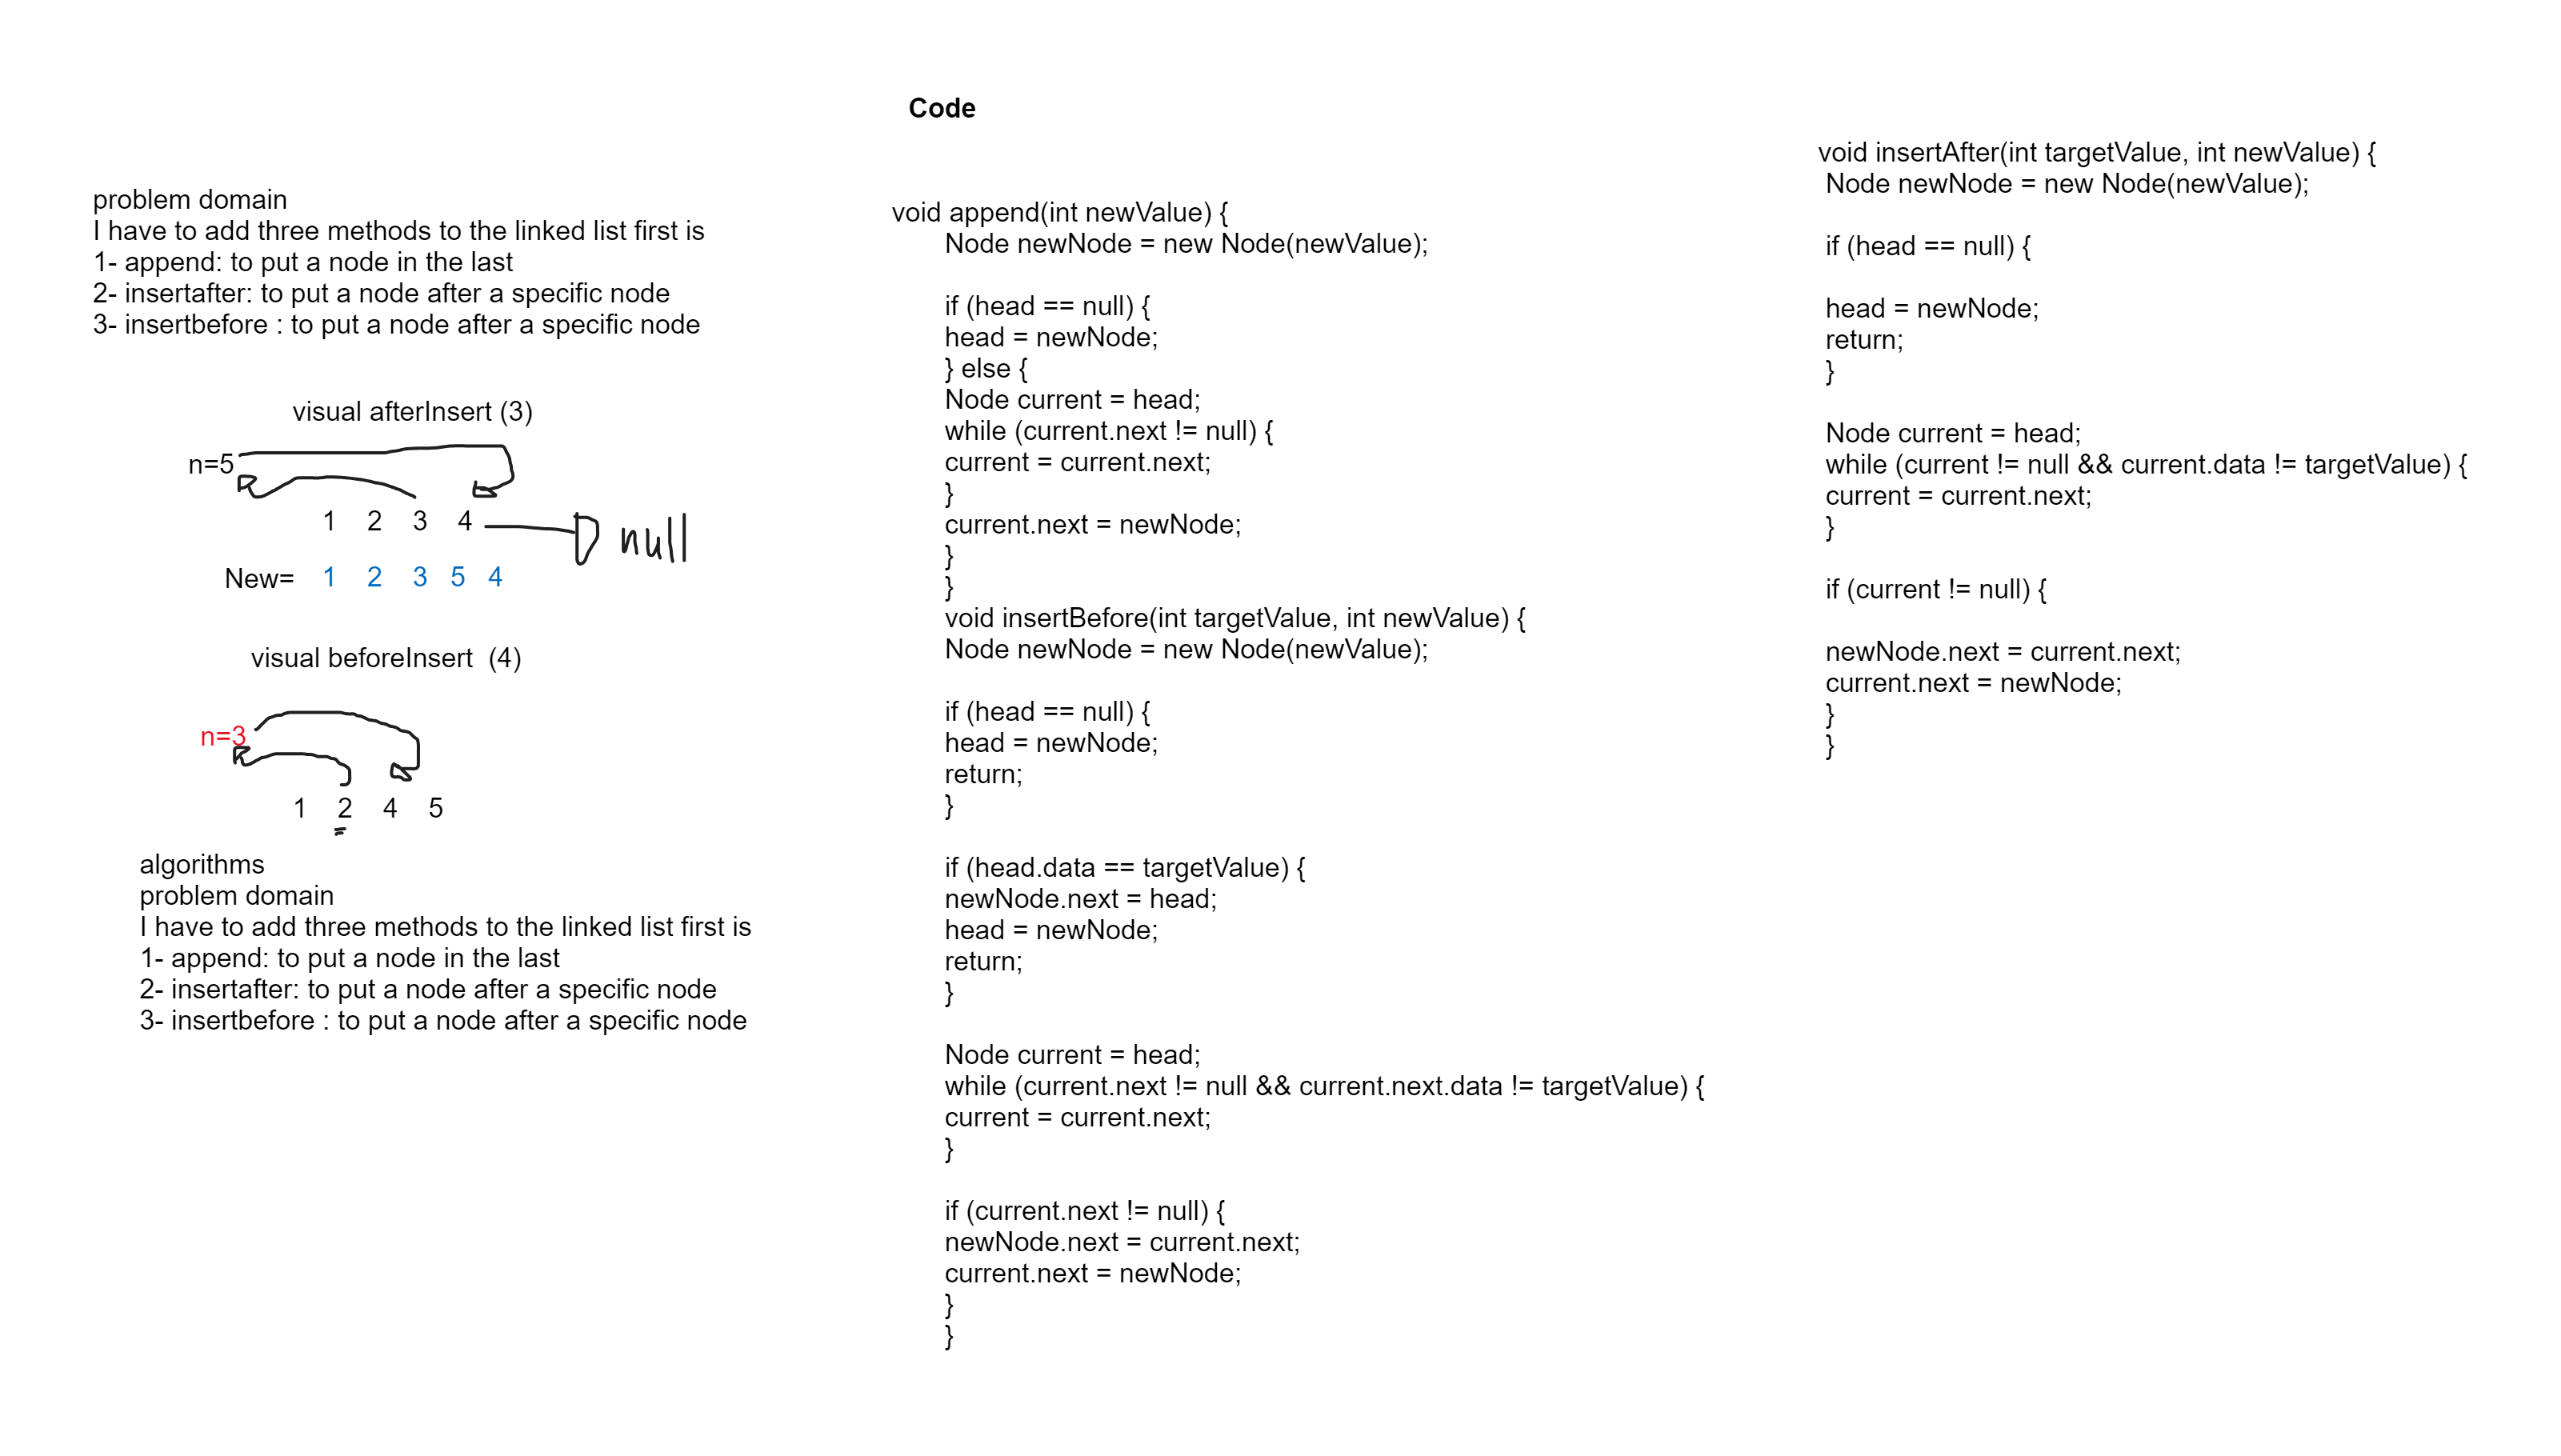 problem domain
I have to add three methods to the linked list first is
1- append: to put a node in the last
2- insertafter: to put a node after a specific node
3- insertbefore : to put a node after a specific node
visual afterInsert (3)
n=5
1 2 3 4 null
New= 1 2 3 5 4
visual beforeInsert (4)
n=3
1 2 4 5
algorithms
problem domain
I have to add three methods to the linked list first is
1- append: to put a node in the last
2- insertafter: to put a node after a specific node
3- insertbefore : to put a node after a specific node
Code
void append(int newValue) {
Node newNode = new Node(newValue);
if (head == null) {
head = newNode;
} else {
Node current = head;
while (current.next != null) {
current = current.next;
}
current.next = newNode;
}
}
void insertBefore(int targetValue, int newValue) {
Node newNode = new Node(newValue);
if (head == null) {
head = newNode;
return;
}
if (head.data == targetValue) {
newNode.next = head;
head = newNode;
return;
}
Node current = head;
while (current.next != null && current.next.data != targetValue) {
current = current.next;
}
if (current.next != null) {
newNode.next = current.next;
current.next = newNode;
}
}
void insertAfter(int targetValue, int newValue) {
Node newNode = new Node(newValue);
if (head == null) {
head = newNode;
return;
}
Node current = head;
while (current != null && current.data != targetValue) {
current = current.next;
}
if (current != null) {
newNode.next = current.next;
current.next = newNode;
}
}